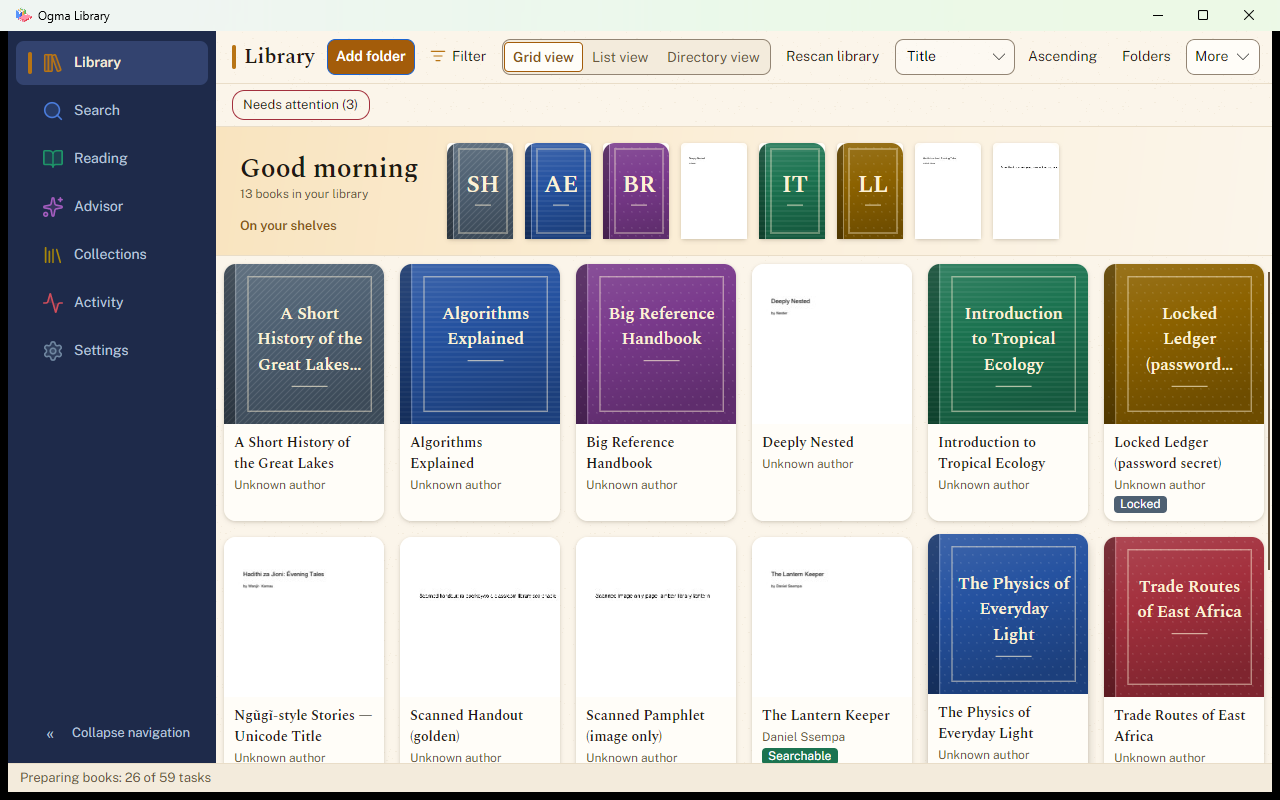 Ogma Library
Library
Search
Reading
Advisor
Collections
Activity
Settings
« Collapse navigation
Library
Add folder
Filter
Grid view
List view
Directory view
Rescan library
Title
Ascending
Folders
More
Needs attention (3)
Good morning
13 books in your library
On your shelves
SH
AE
BR
IT
LL
A Short
History of the
Great Lakes...
A Short History of
the Great Lakes
Unknown author
Algorithms
Explained
Algorithms
Explained
Unknown author
Big Reference
Handbook
Big Reference
Handbook
Unknown author
Deeply Nested
by Nester
Deeply Nested
Unknown author
Introduction
to Tropical
Ecology
Introduction to
Tropical Ecology
Unknown author
Locked
Ledger
(password...
Locked Ledger
(password secret)
Unknown author
Locked
Hadithi za Jioni: Evening Tales
Ngũgĩ-style Stories —
Unicode Title
Unknown author
Scanned Handout
(golden)
Unknown author
Scanned Pamphlet
(image only)
Unknown author
The Lantern Keeper
by Daniel Ssempa
The Lantern Keeper
Daniel Ssempa
Searchable
The Physics of
Everyday
Light
The Physics of
Everyday Light
Unknown author
Trade Routes
of East Africa
Trade Routes of East
Africa
Unknown author
Preparing books: 26 of 59 tasks